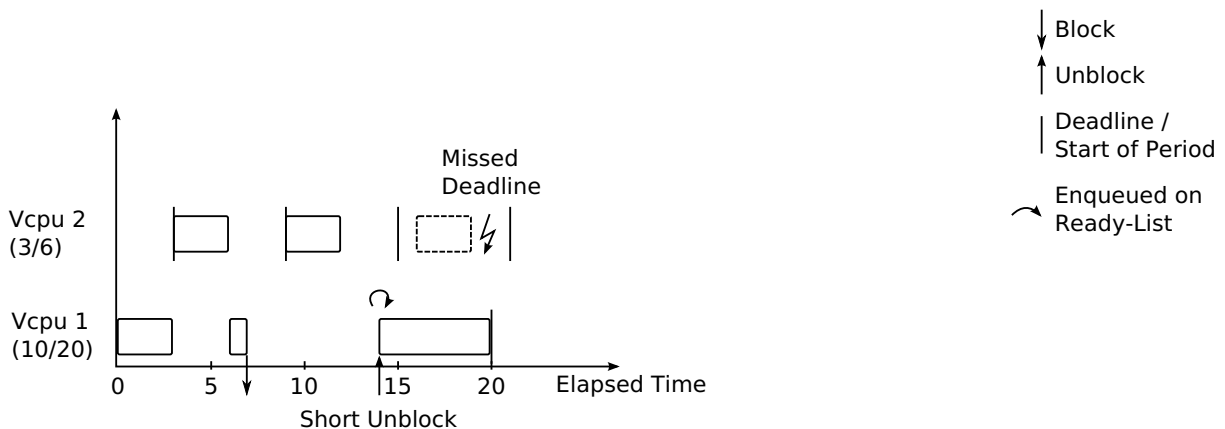 Block
Unblock
Deadline /
Start of Period
Enqueued on
Ready-List
Missed
Deadline
Vcpu 2
(3/6)
Vcpu 1
(10/20)
0 5 10 15 20 Elapsed Time
Short Unblock